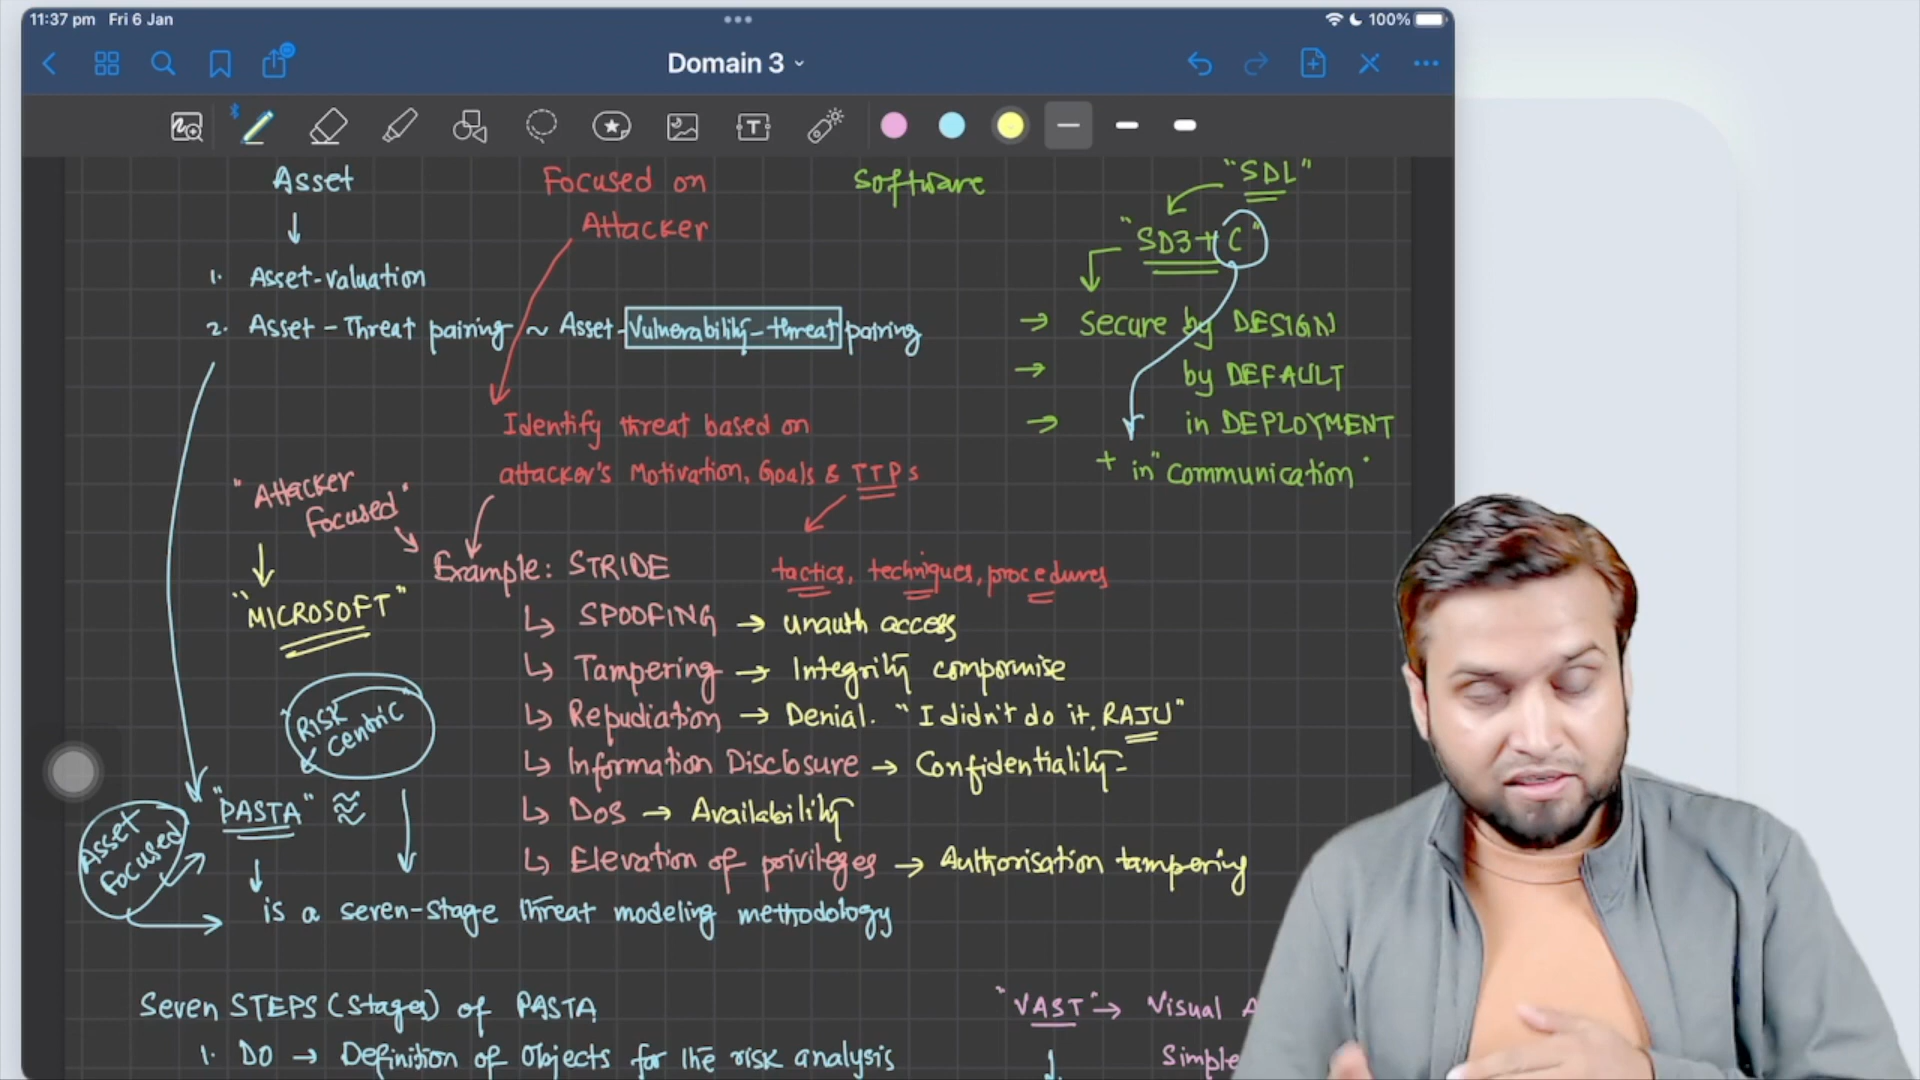 11:37 pm Fri 6 Jan
100%
Domain 3
Asset
Focused on
Attacker
Software
"SDL"
"SD3+C"
1. Asset-valuation
2. Asset - Threat pairing ~ Asset-Vulnerability-threat pairing
→ Secure by DESIGN
→ by DEFAULT
→ in DEPLOYMENT
+ in "Communication"
Identify threat based on
attacker's Motivation, Goals & TTPs
"Attacker
Focused"
"MICROSOFT"
Example: STRIDE
tactics, techniques, procedures
↳ SPOOFING → unauth access
↳ Tampering → Integrity compormise
↳ Repudiation → Denial. "I didn't do it. RAJU"
↳ Information Disclosure → Confidentiality-
↳ DoS → Availability
↳ Elevation of privileges → Authorisation tampering
Risk
Centric
Asset
Focused
"PASTA" ≈
is a seven-stage threat modeling methodology
Seven STEPS (Stages) of PASTA
1. DO → Definition of Objects for the risk analysis
"VAST" → Visual A
Simple